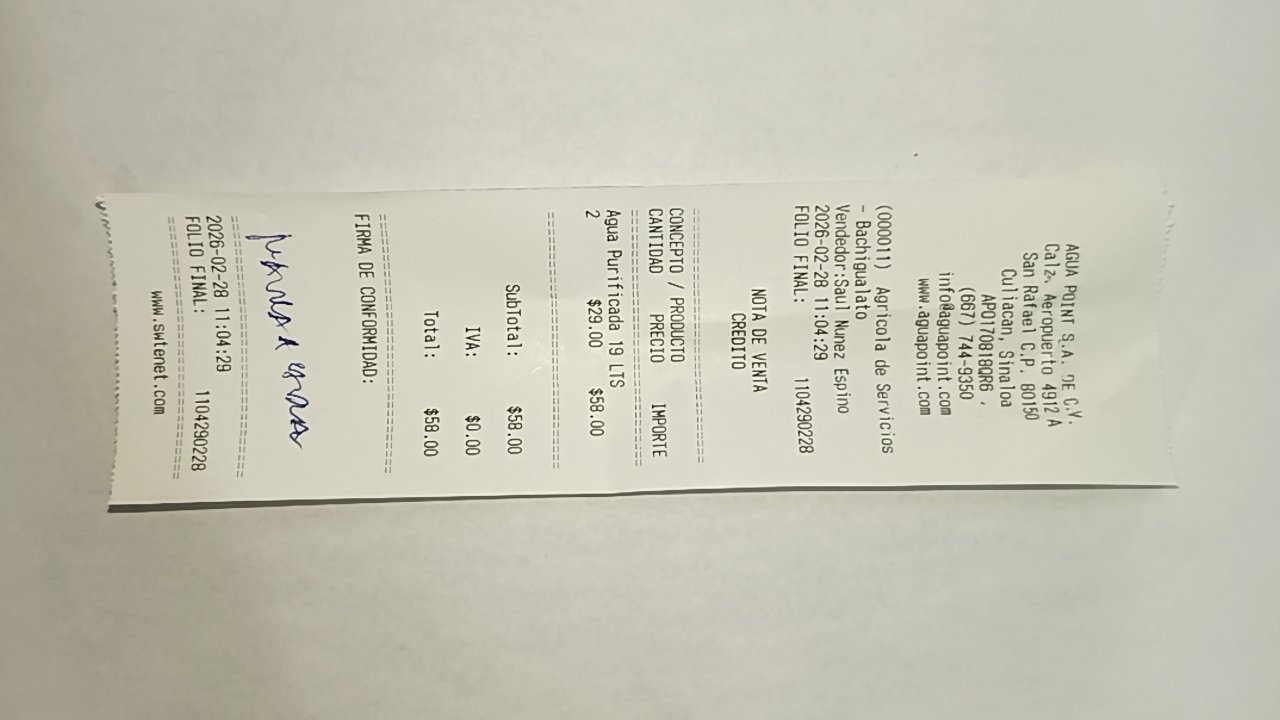 AGUA POINT S.A. DE C.V.
Calz. Aeropuerto 4912 A
San Rafael C.P. 80150
Culiacan, Sinaloa
APO170818QR6 .
(667) 744-9350
info@aguapoint.com
www.aguapoint.com
(000011) Agricola de Servicios
- Bachigualato
Vendedor:Saul Nunez Espino
2026-02-28 11:04:29
FOLIO FINAL: 1104290228
NOTA DE VENTA
CREDITO
===============================
CONCEPTO / PRODUCTO
CANTIDAD PRECIO IMPORTE
===============================
Agua Purificada 19 LTS
2 $29.00 $58.00
===============================
SubTotal: $58.00
IVA: $0.00
Total: $58.00
===============================
FIRMA DE CONFORMIDAD:
===============================
2026-02-28 11:04:29
FOLIO FINAL: 1104290228
===============================
www.swtenet.com